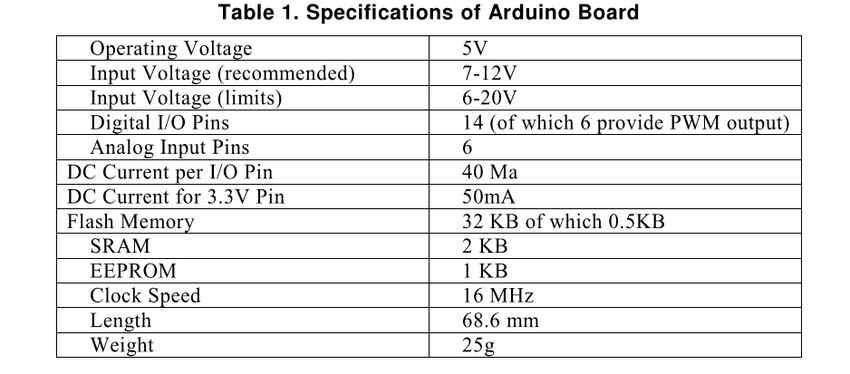 Table 1. Specifications of Arduino Board
Operating Voltage 5V
Input Voltage (recommended) 7-12V
Input Voltage (limits) 6-20V
Digital I/O Pins 14 (of which 6 provide PWM output)
Analog Input Pins 6
DC Current per I/O Pin 40 Ma
DC Current for 3.3V Pin 50mA
Flash Memory 32 KB of which 0.5KB
SRAM 2 KB
EEPROM 1 KB
Clock Speed 16 MHz
Length 68.6 mm
Weight 25g